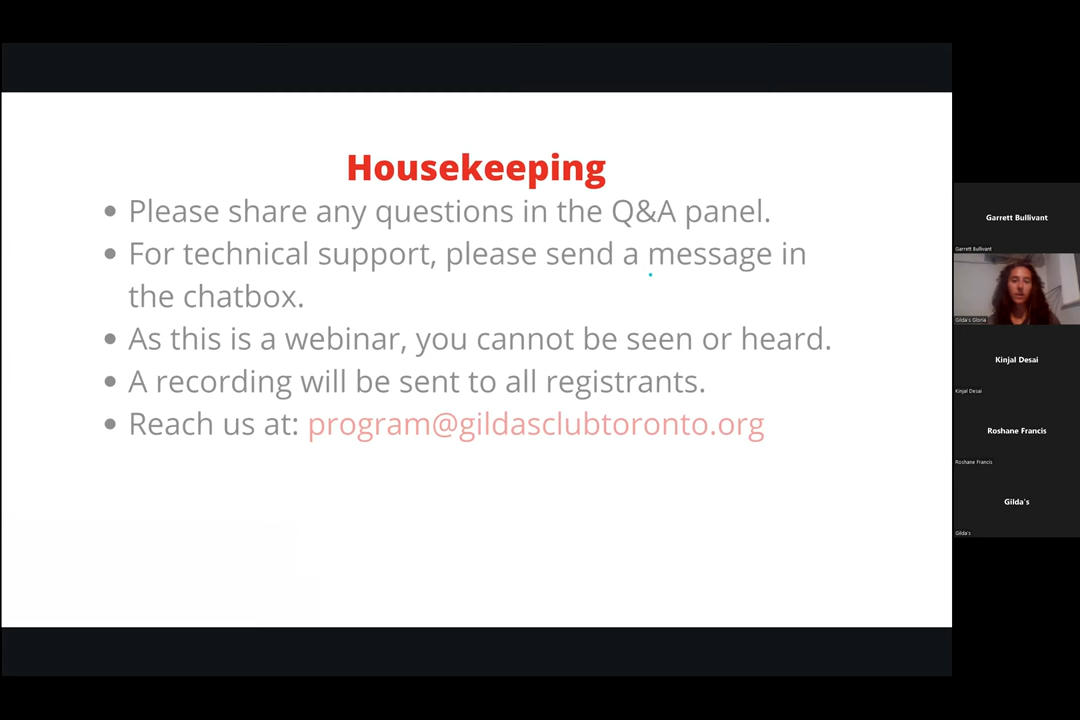 Housekeeping
• Please share any questions in the Q&A panel.
• For technical support, please send a message in
the chatbox.
• As this is a webinar, you cannot be seen or heard.
• A recording will be sent to all registrants.
• Reach us at: program@gildasclubtoronto.org
Garrett Bullivant
Garrett Bullivant
Gilda's Gloria
Kinjal Desai
Kinjal Desai
Roshane Francis
Roshane Francis
Gilda's
Gilda's